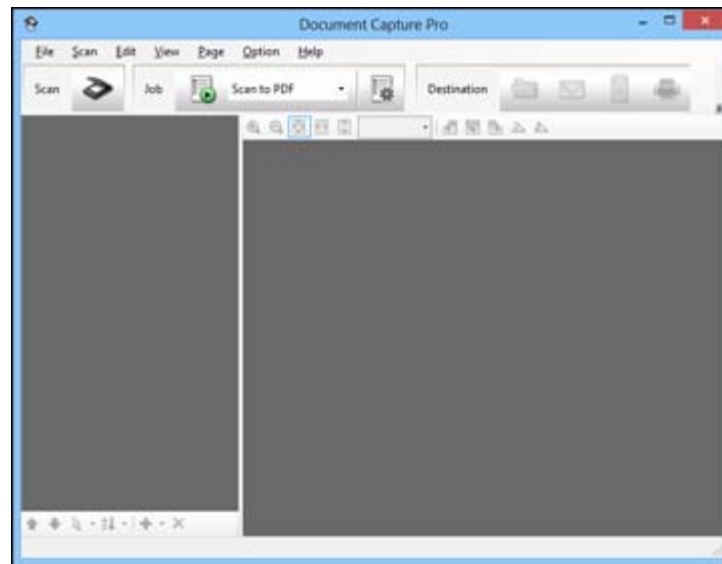 Document Capture Pro
File Scan Edit View Page Option Help
Scan Job Scan to PDF Destination